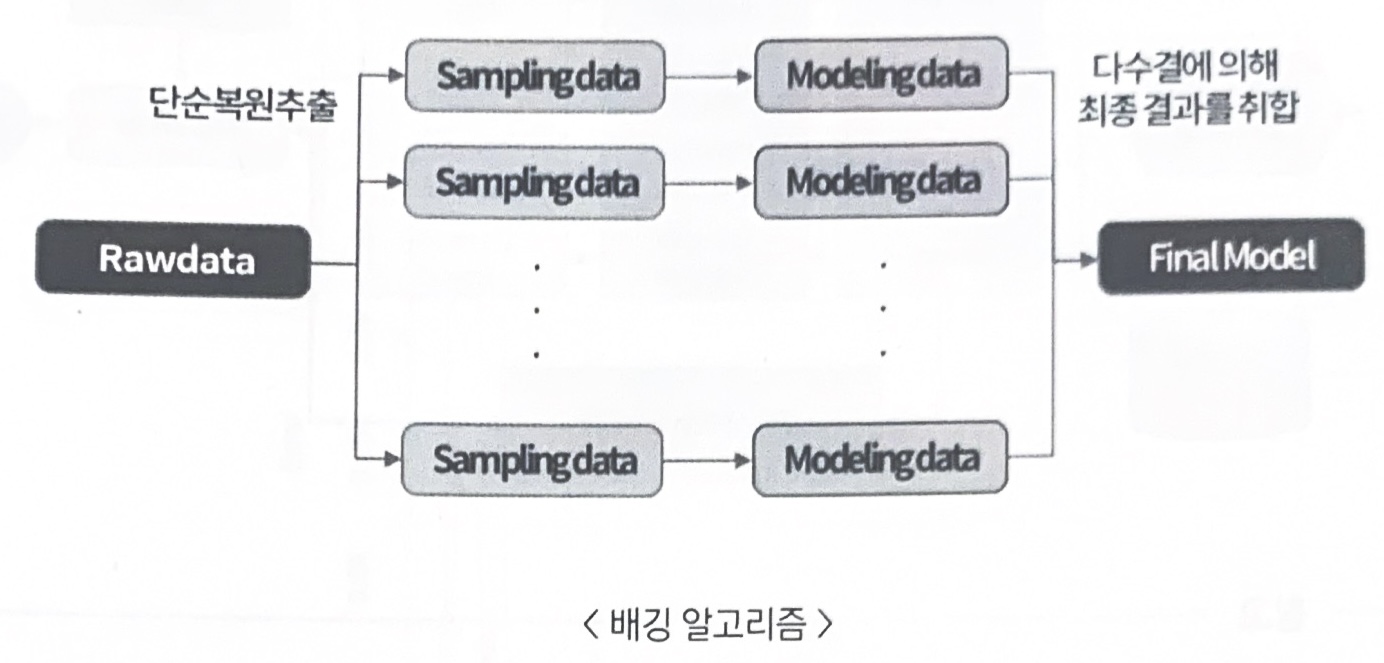 단순복원추출
Sampling data
Modeling data
다수결에 의해
최종 결과를 취합
Sampling data
Modeling data
Rawdata
Final Model
Sampling data
Modeling data
< 배깅 알고리즘 >